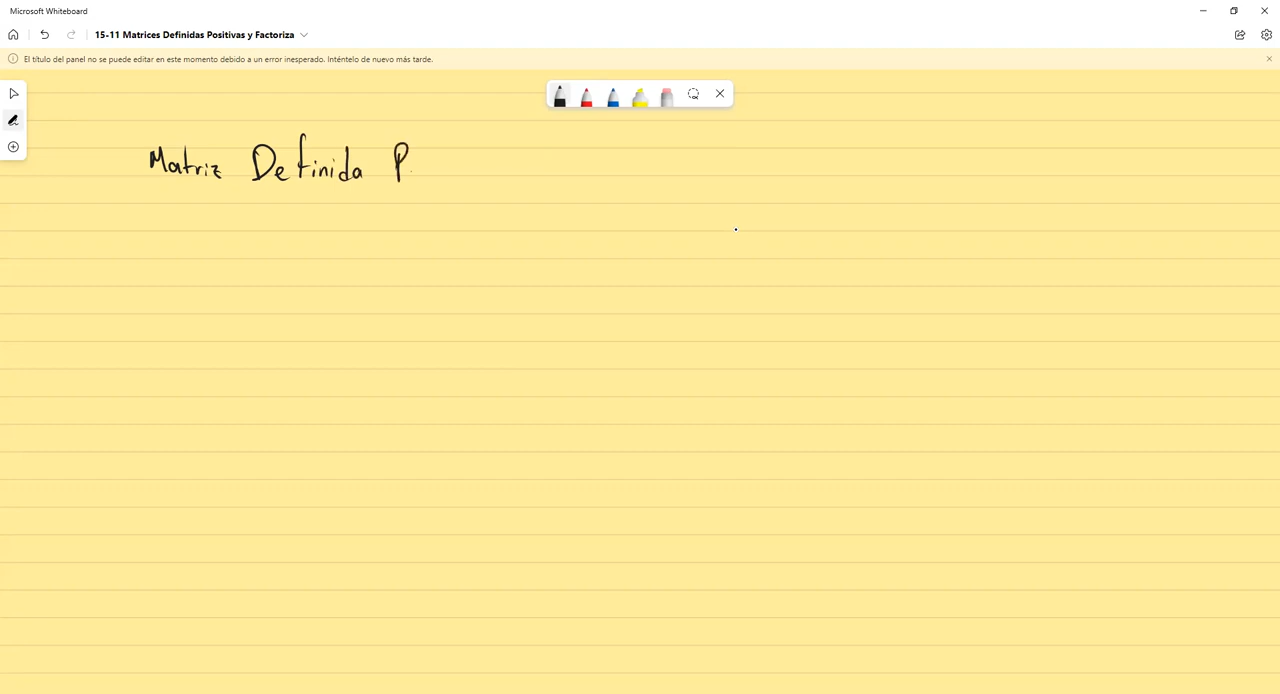 Microsoft Whiteboard
15-11 Matrices Definidas Positivas y Factoriza
El título del panel no se puede editar en este momento debido a un error inesperado. Inténtelo de nuevo más tarde.
Matriz Definida P